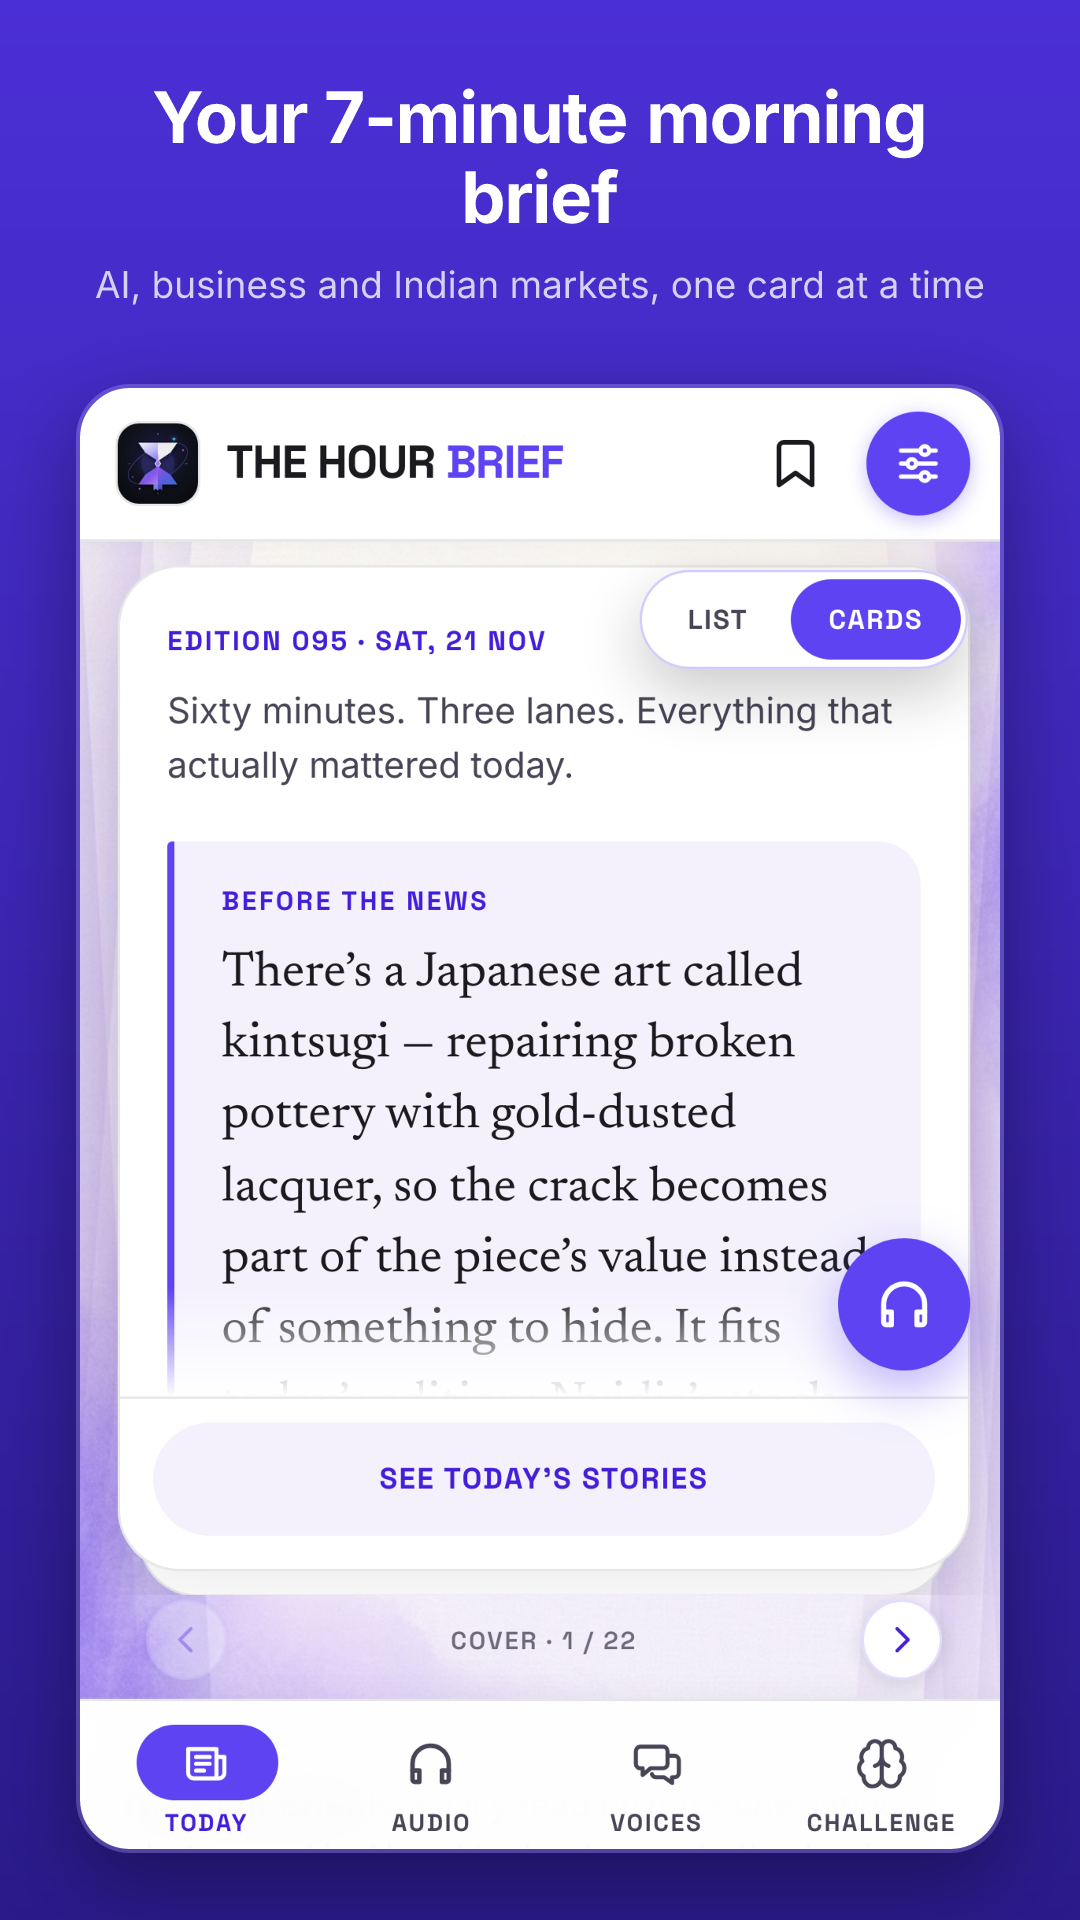 Your 7-minute morning
brief
AI, business and Indian markets, one card at a time
THE HOUR BRIEF
LIST
CARDS
EDITION 095 · SAT, 21 NOV
Sixty minutes. Three lanes. Everything that
actually mattered today.
BEFORE THE NEWS
There’s a Japanese art called
kintsugi — repairing broken
pottery with gold-dusted
lacquer, so the crack becomes
part of the piece’s value instead
of something to hide. It fits
SEE TODAY’S STORIES
COVER · 1 / 22
TODAY
AUDIO
VOICES
CHALLENGE